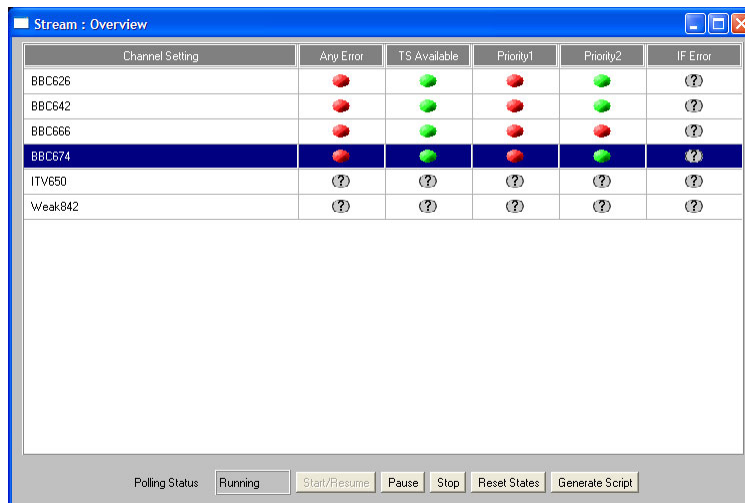 Stream : Overview
Channel Setting Any Error TS Available Priority1 Priority2 IF Error
BBC626 (?)
BBC642 (?)
BBC666 (?)
BBC674 (?)
ITV650 (?) (?) (?) (?) (?)
Weak842 (?) (?) (?) (?) (?)
Polling Status Running Start/Resume Pause Stop Reset States Generate Script